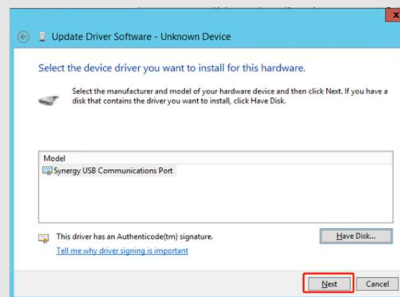 Update Driver Software - Unknown Device
Select the device driver you want to install for this hardware.
Select the manufacturer and model of your hardware device and then click Next. If you have a
disk that contains the driver you want to install, click Have Disk.
Model
Synergy USB Communications Port
This driver has an Authenticode(tm) signature.
Have Disk...
Tell me why driver signing is important
Next
Cancel